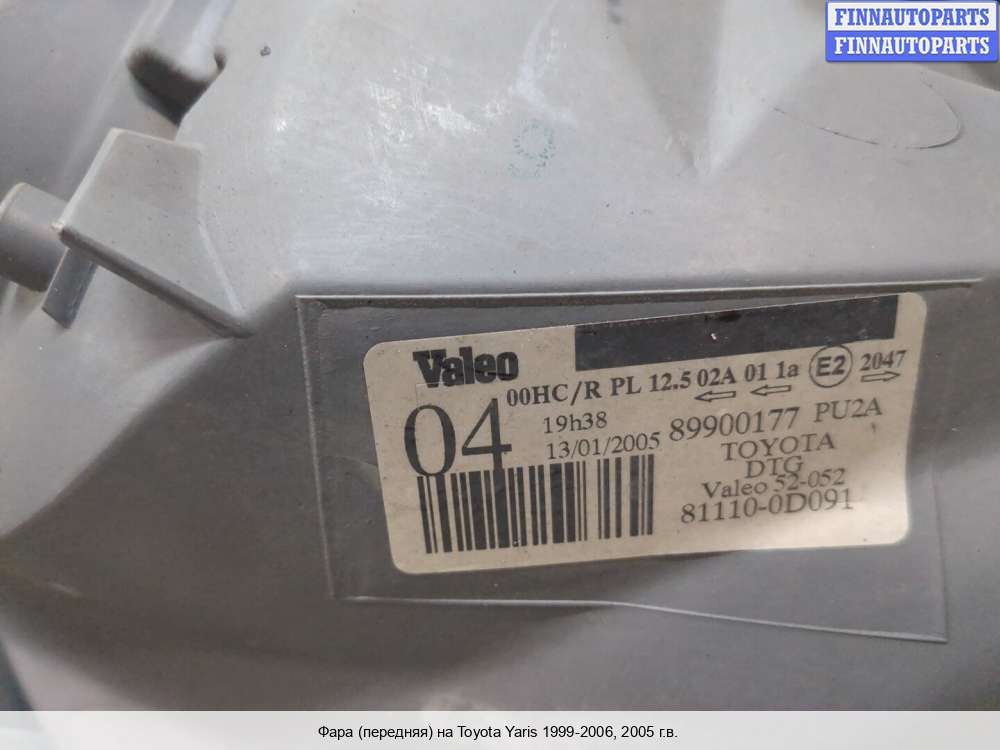 FINNAUTOPARTS
FINNAUTOPARTS
Valeo
00HC/R PL 12.5 02A 01 1a E2 2047
04
19h38
13/01/2005
89900177 PU2A
TOYOTA
DTG
Valeo 52-052
81110-0D091
Фара (передняя) на Toyota Yaris 1999-2006, 2005 г.в.